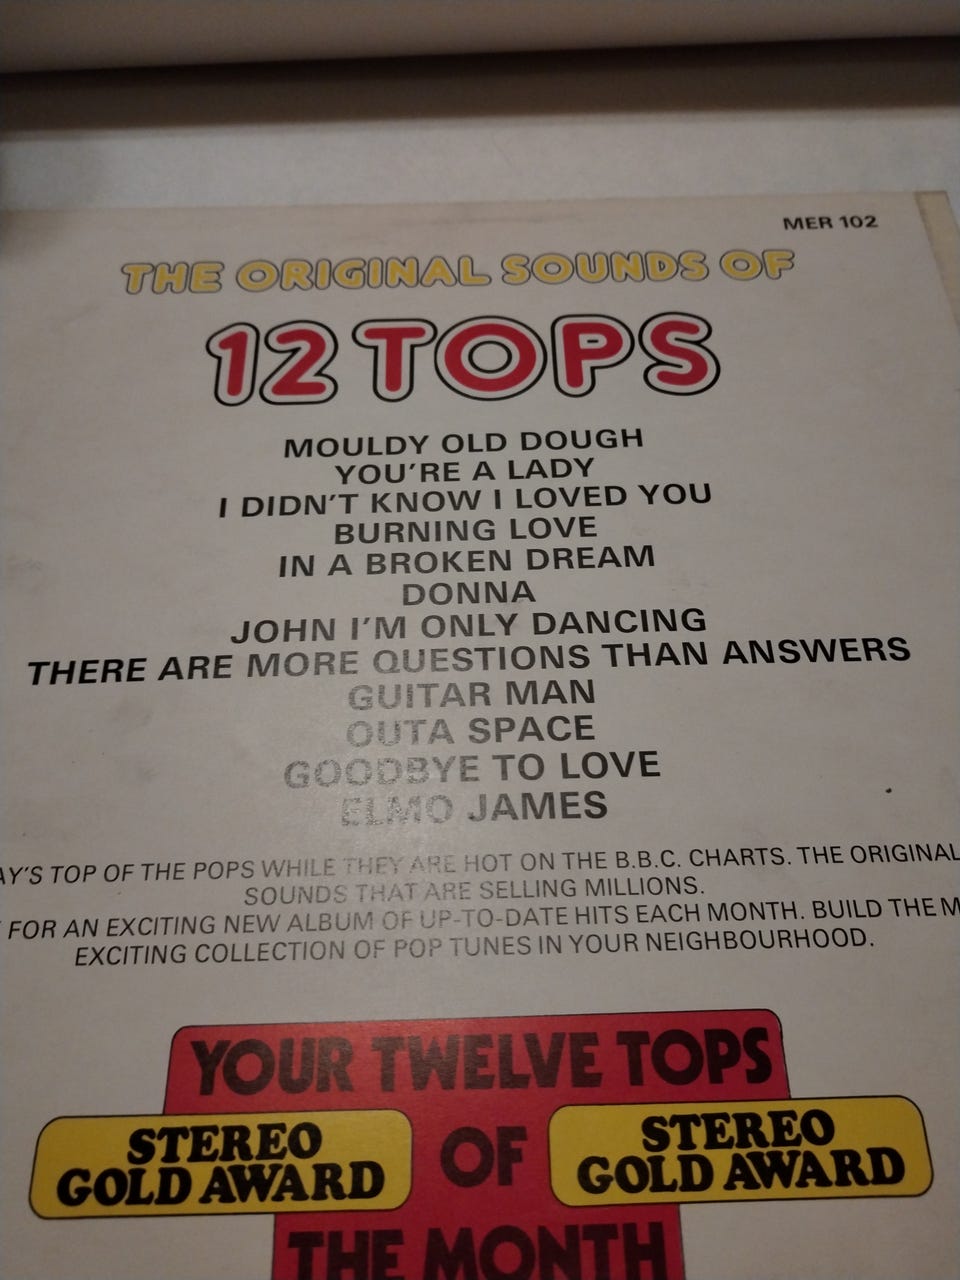 MER 102
THE ORIGINAL SOUNDS OF
12 TOPS
MOULDY OLD DOUGH
YOU'RE A LADY
I DIDN'T KNOW I LOVED YOU
BURNING LOVE
IN A BROKEN DREAM
DONNA
JOHN I'M ONLY DANCING
THERE ARE MORE QUESTIONS THAN ANSWERS
GUITAR MAN
OUTA SPACE
GOODBYE TO LOVE
ELMO JAMES
AY'S TOP OF THE POPS WHILE THEY ARE HOT ON THE B.B.C. CHARTS. THE ORIGINAL
SOUNDS THAT ARE SELLING MILLIONS.
FOR AN EXCITING NEW ALBUM OF UP-TO-DATE HITS EACH MONTH. BUILD THE M
EXCITING COLLECTION OF POP TUNES IN YOUR NEIGHBOURHOOD.
YOUR TWELVE TOPS
STEREO
GOLD AWARD
OF
STEREO
GOLD AWARD
THE MONTH